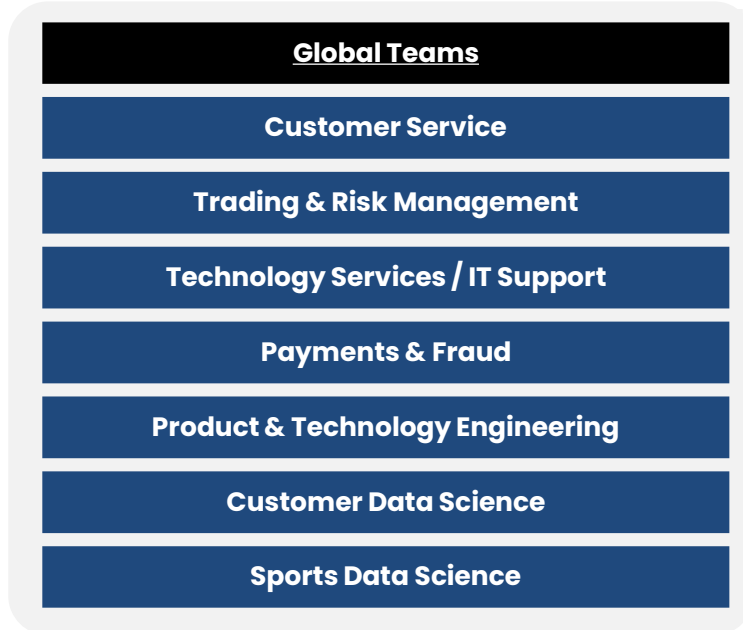 Global Teams
Customer Service
Trading & Risk Management
Technology Services / IT Support
Payments & Fraud
Product & Technology Engineering
Customer Data Science
Sports Data Science